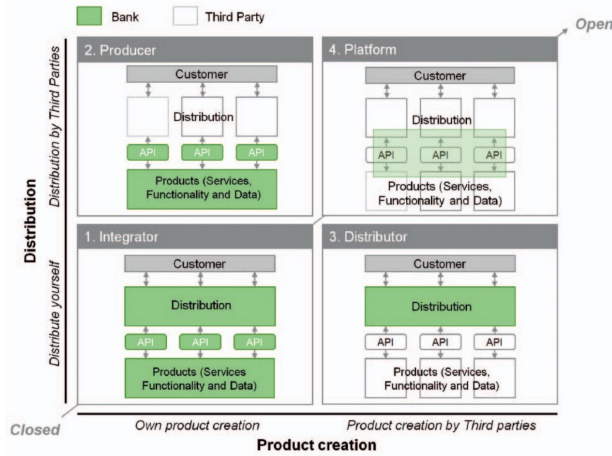 Bank
Third Party
Open
2. Producer
Customer
Distribution
API API API
Products (Services,
Functionality and Data)
4. Platform
Customer
Distribution
API API API
Products (Services,
Functionality and Data)
1. Integrator
Customer
Distribution
API API API
Products (Services
Functionality and Data)
3. Distributor
Customer
Distribution
API API API
Products (Services,
Functionality and Data)
Distribution
Distribution by Third Parties
Distribute yourself
Closed
Own product creation
Product creation by Third parties
Product creation